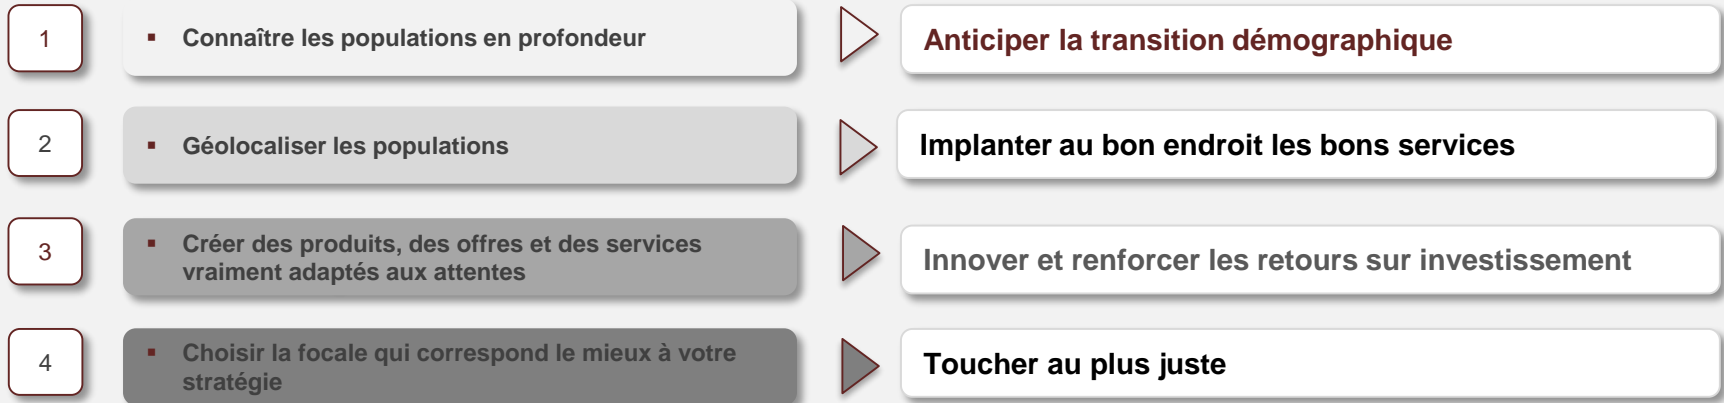 1
▪ Connaître les populations en profondeur
Anticiper la transition démographique
2
▪ Géolocaliser les populations
Implanter au bon endroit les bons services
3
▪ Créer des produits, des offres et des services
vraiment adaptés aux attentes
Innover et renforcer les retours sur investissement
4
▪ Choisir la focale qui correspond le mieux à votre
stratégie
Toucher au plus juste